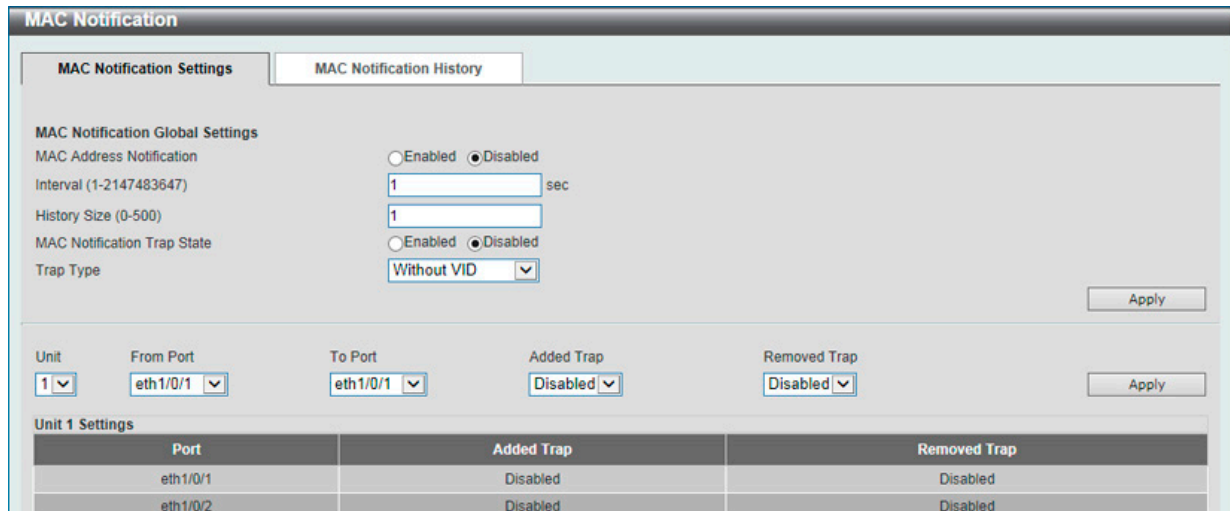 MAC Notification
MAC Notification Settings MAC Notification History
MAC Notification Global Settings
MAC Address Notification Enabled Disabled
Interval (1-2147483647) 1 sec
History Size (0-500) 1
MAC Notification Trap State Enabled Disabled
Trap Type Without VID
Apply
Unit From Port To Port Added Trap Removed Trap
1 eth1/0/1 eth1/0/1 Disabled Disabled Apply
Unit 1 Settings
Port Added Trap Removed Trap
eth1/0/1 Disabled Disabled
eth1/0/2 Disabled Disabled